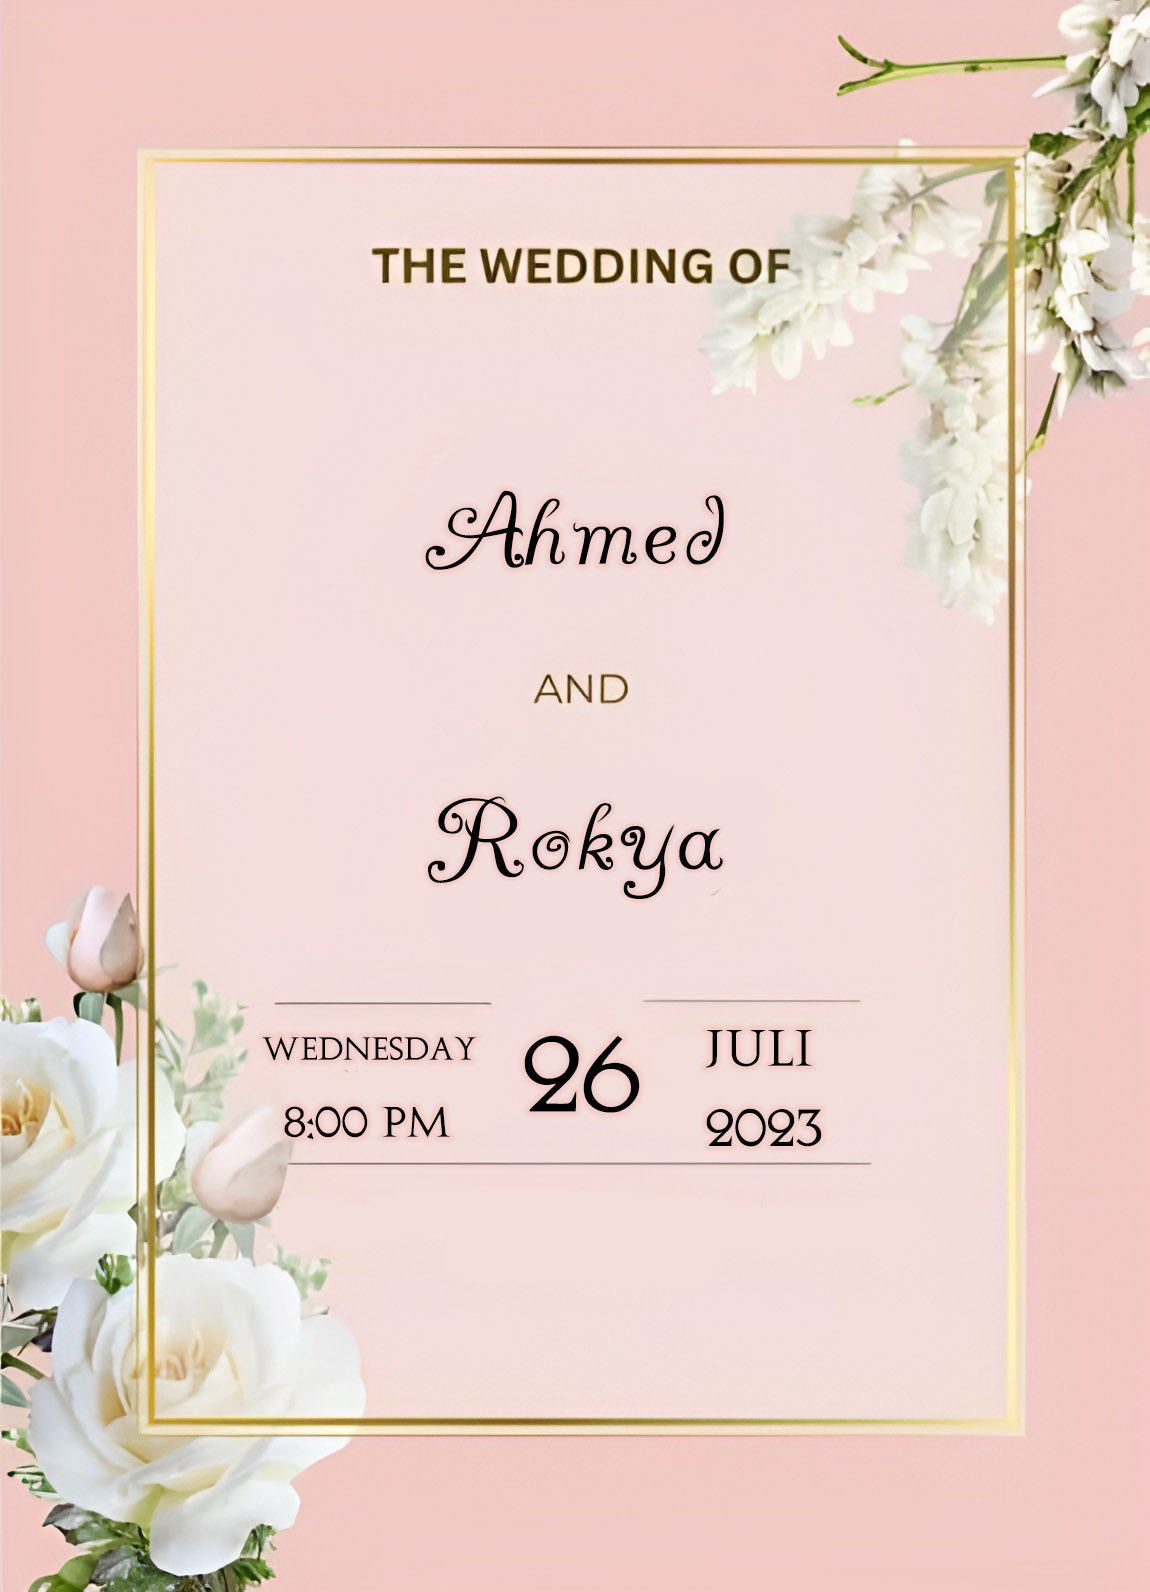 THE WEDDING OF
Ahmed
AND
Rokya
WEDNESDAY
8:00 PM
26
JULI
2023